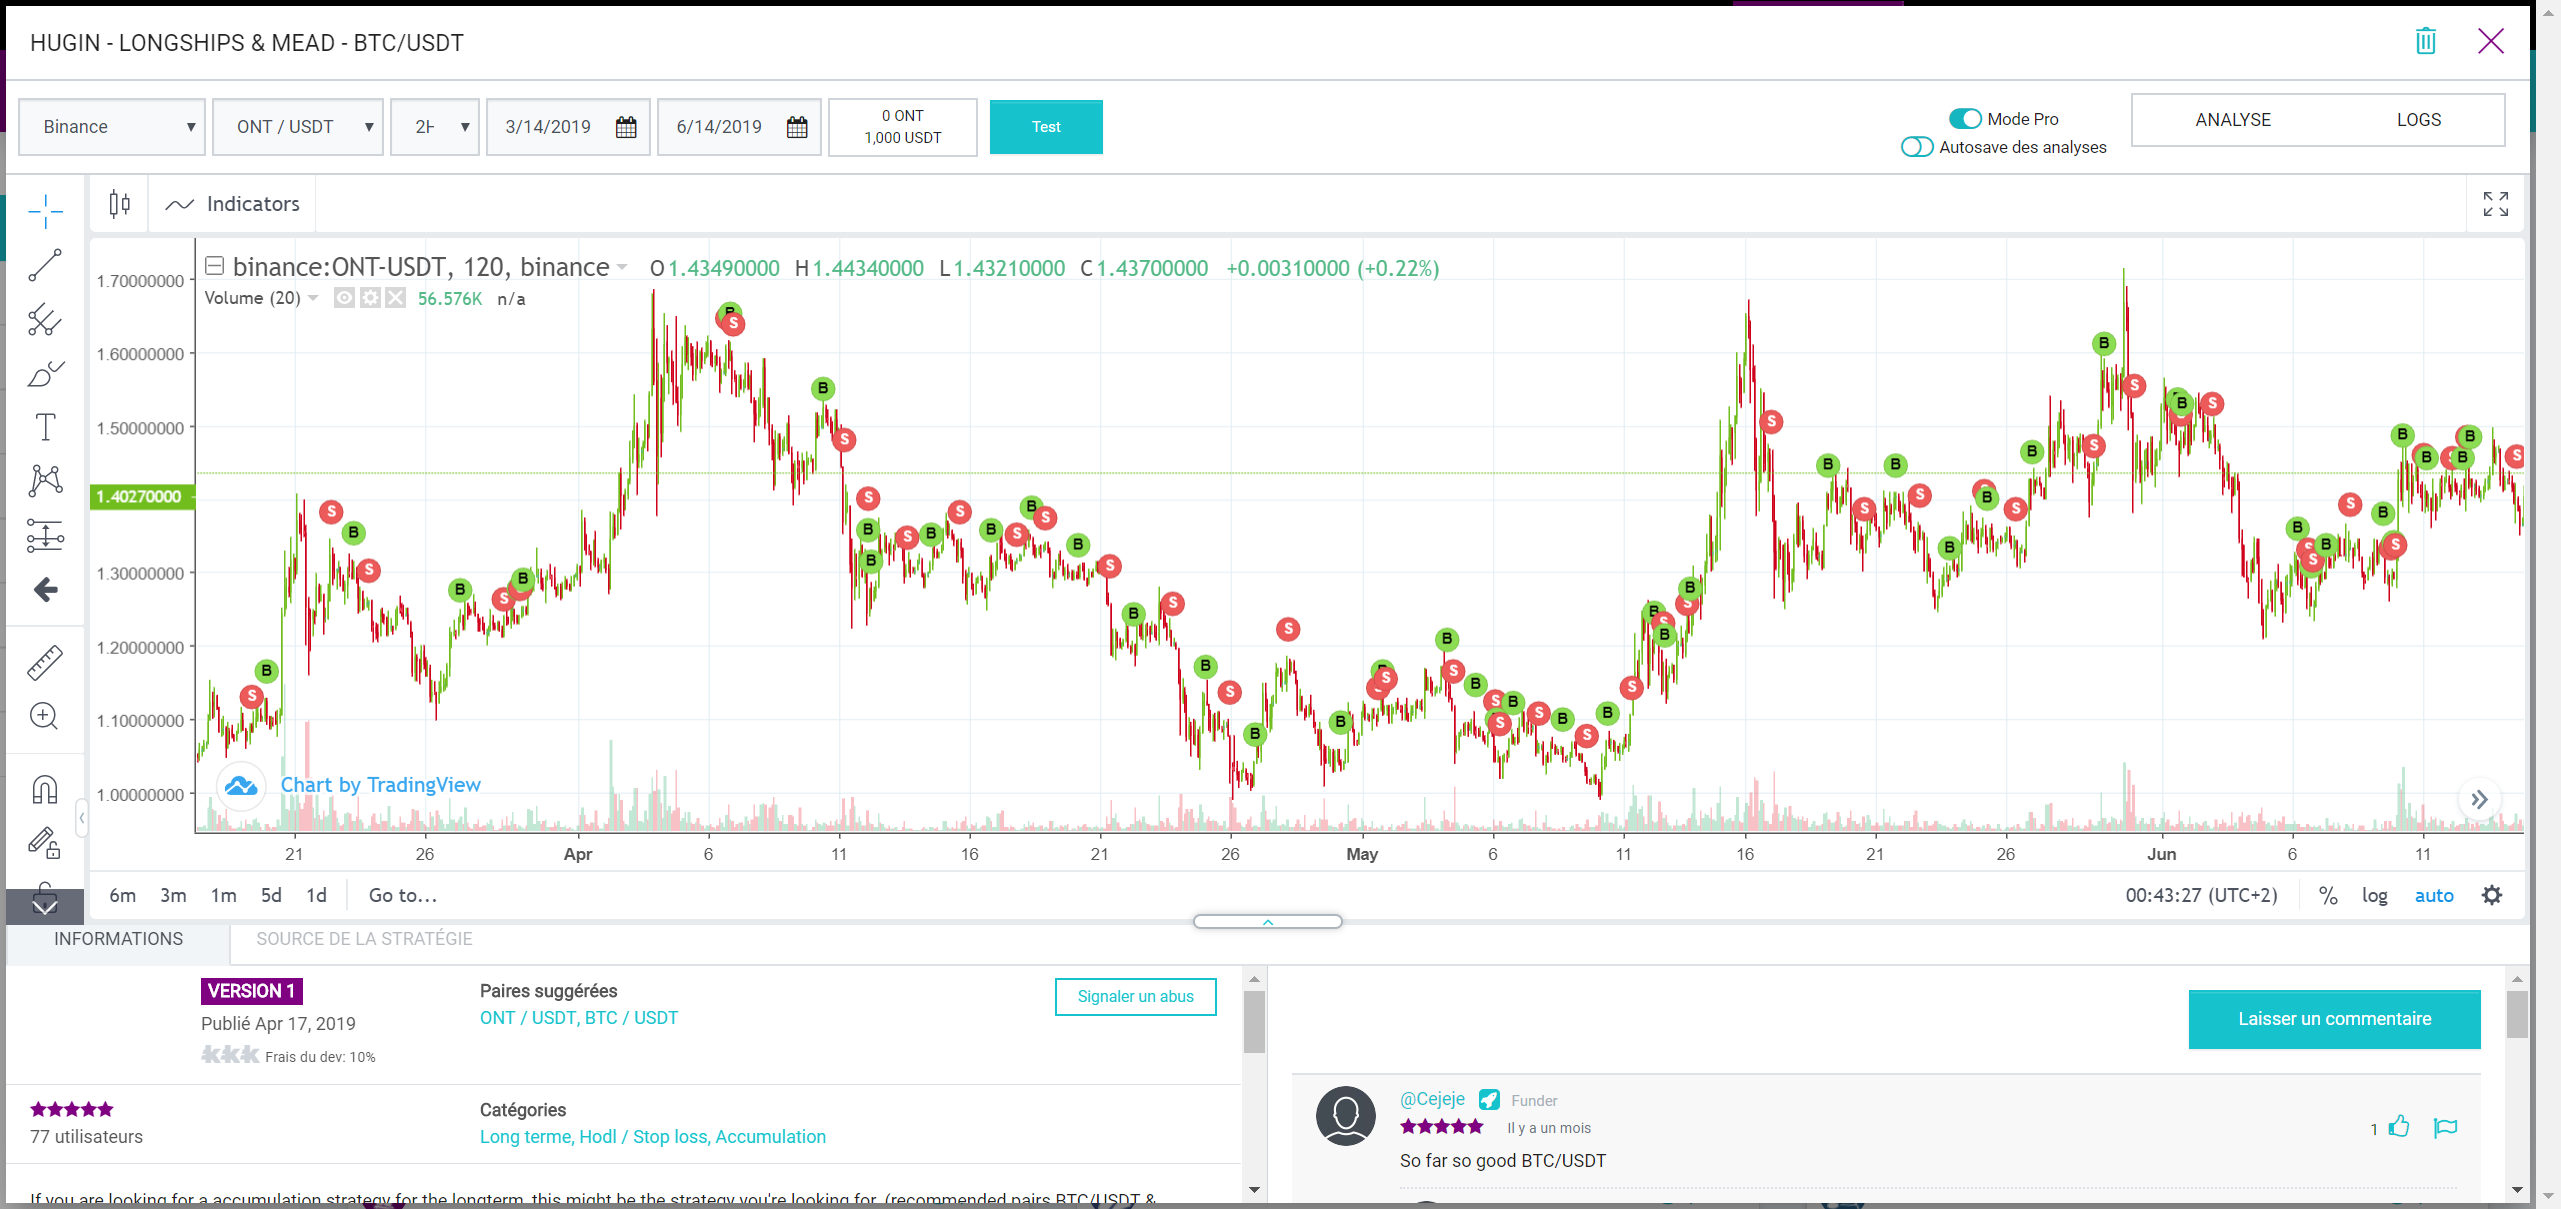 HUGIN - LONGSHIPS & MEAD - BTC/USDT
Binance
ONT / USDT
2H
3/14/2019
6/14/2019
0 ONT
1,000 USDT
Test
Mode Pro
Autosave des analyses
ANALYSE
LOGS
Indicators
binance:ONT-USDT, 120, binance
O1.43490000 H1.44340000 L1.43210000 C1.43700000 +0.00310000 (+0.22%)
Volume (20) 56.576K n/a
1.70000000
1.60000000
1.50000000
1.40270000
1.30000000
1.20000000
1.10000000
1.00000000
Chart by TradingView
21 26 Apr 6 11 16 21 26 May 6 11 16 21 26 Jun 6 11
6m 3m 1m 5d 1d Go to...
00:43:27 (UTC+2) % log auto
INFORMATIONS
SOURCE DE LA STRATÉGIE
VERSION 1
Publié Apr 17, 2019
Frais du dev: 10%
Paires suggérées
ONT / USDT, BTC / USDT
Signaler un abus
77 utilisateurs
Catégories
Long terme, Hodl / Stop loss, Accumulation
If you are looking for a accumulation strategy for the longterm, this might be the strategy you're looking for. (recommended pairs BTC/USDT &
Laisser un commentaire
@Cejeje Funder
Il y a un mois
1
So far so good BTC/USDT